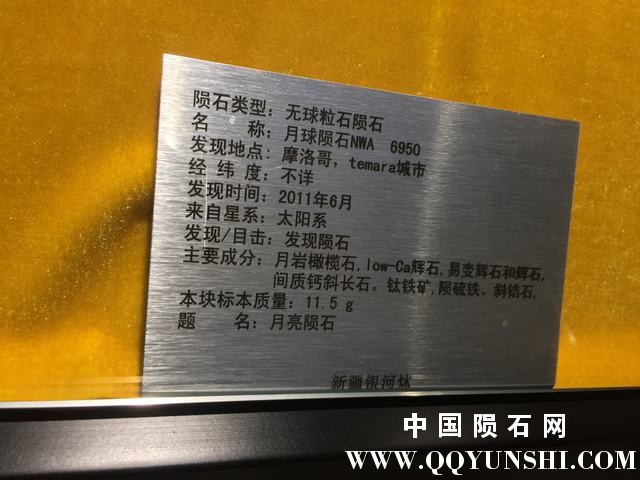 陨石类型：无球粒石陨石
名　　称：月球陨石NWA 6950
发现地点：摩洛哥，temara城市
经 纬 度：不详
发现时间：2011年6月
来自星系：太阳系
发现/目击：发现陨石
主要成分：月岩橄榄石,low-Ca辉石,易变辉石和辉石,
间质钙斜长石。钛铁矿,陨硫铁、斜锆石,
本块标本质量：11.5 g
题　　名：月亮陨石
新疆银河
中国陨石网
WWW.QQYUNSHI.COM